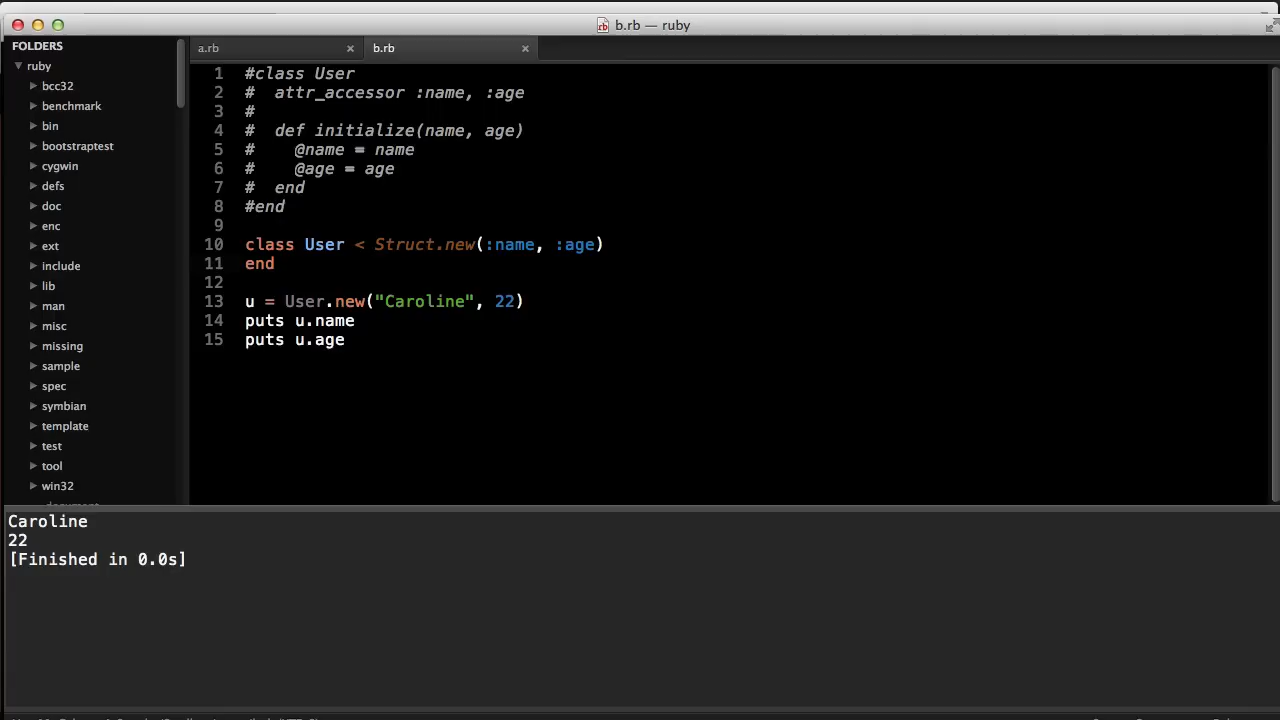 b.rb — ruby
FOLDERS
ruby
bcc32
benchmark
bin
bootstraptest
cygwin
defs
doc
enc
ext
include
lib
man
misc
missing
sample
spec
symbian
template
test
tool
win32
a.rb
b.rb
1 #class User
2 #  attr_accessor :name, :age
3 #
4 #  def initialize(name, age)
5 #    @name = name
6 #    @age = age
7 #  end
8 #end
9
10 class User < Struct.new(:name, :age)
11 end
12
13 u = User.new("Caroline", 22)
14 puts u.name
15 puts u.age
Caroline
22
[Finished in 0.0s]